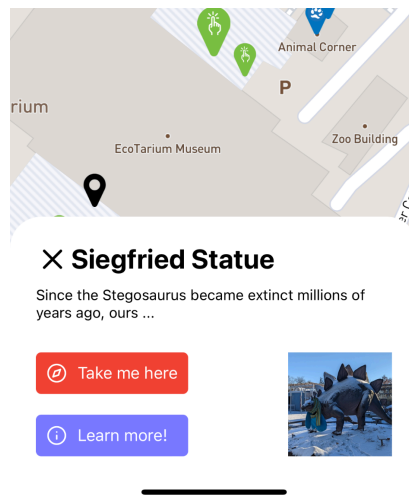 Animal Corner
P
rium
Zoo Building
EcoTarium Museum
Siegfried Statue
Since the Stegosaurus became extinct millions of
years ago, ours ...
Take me here
Learn more!